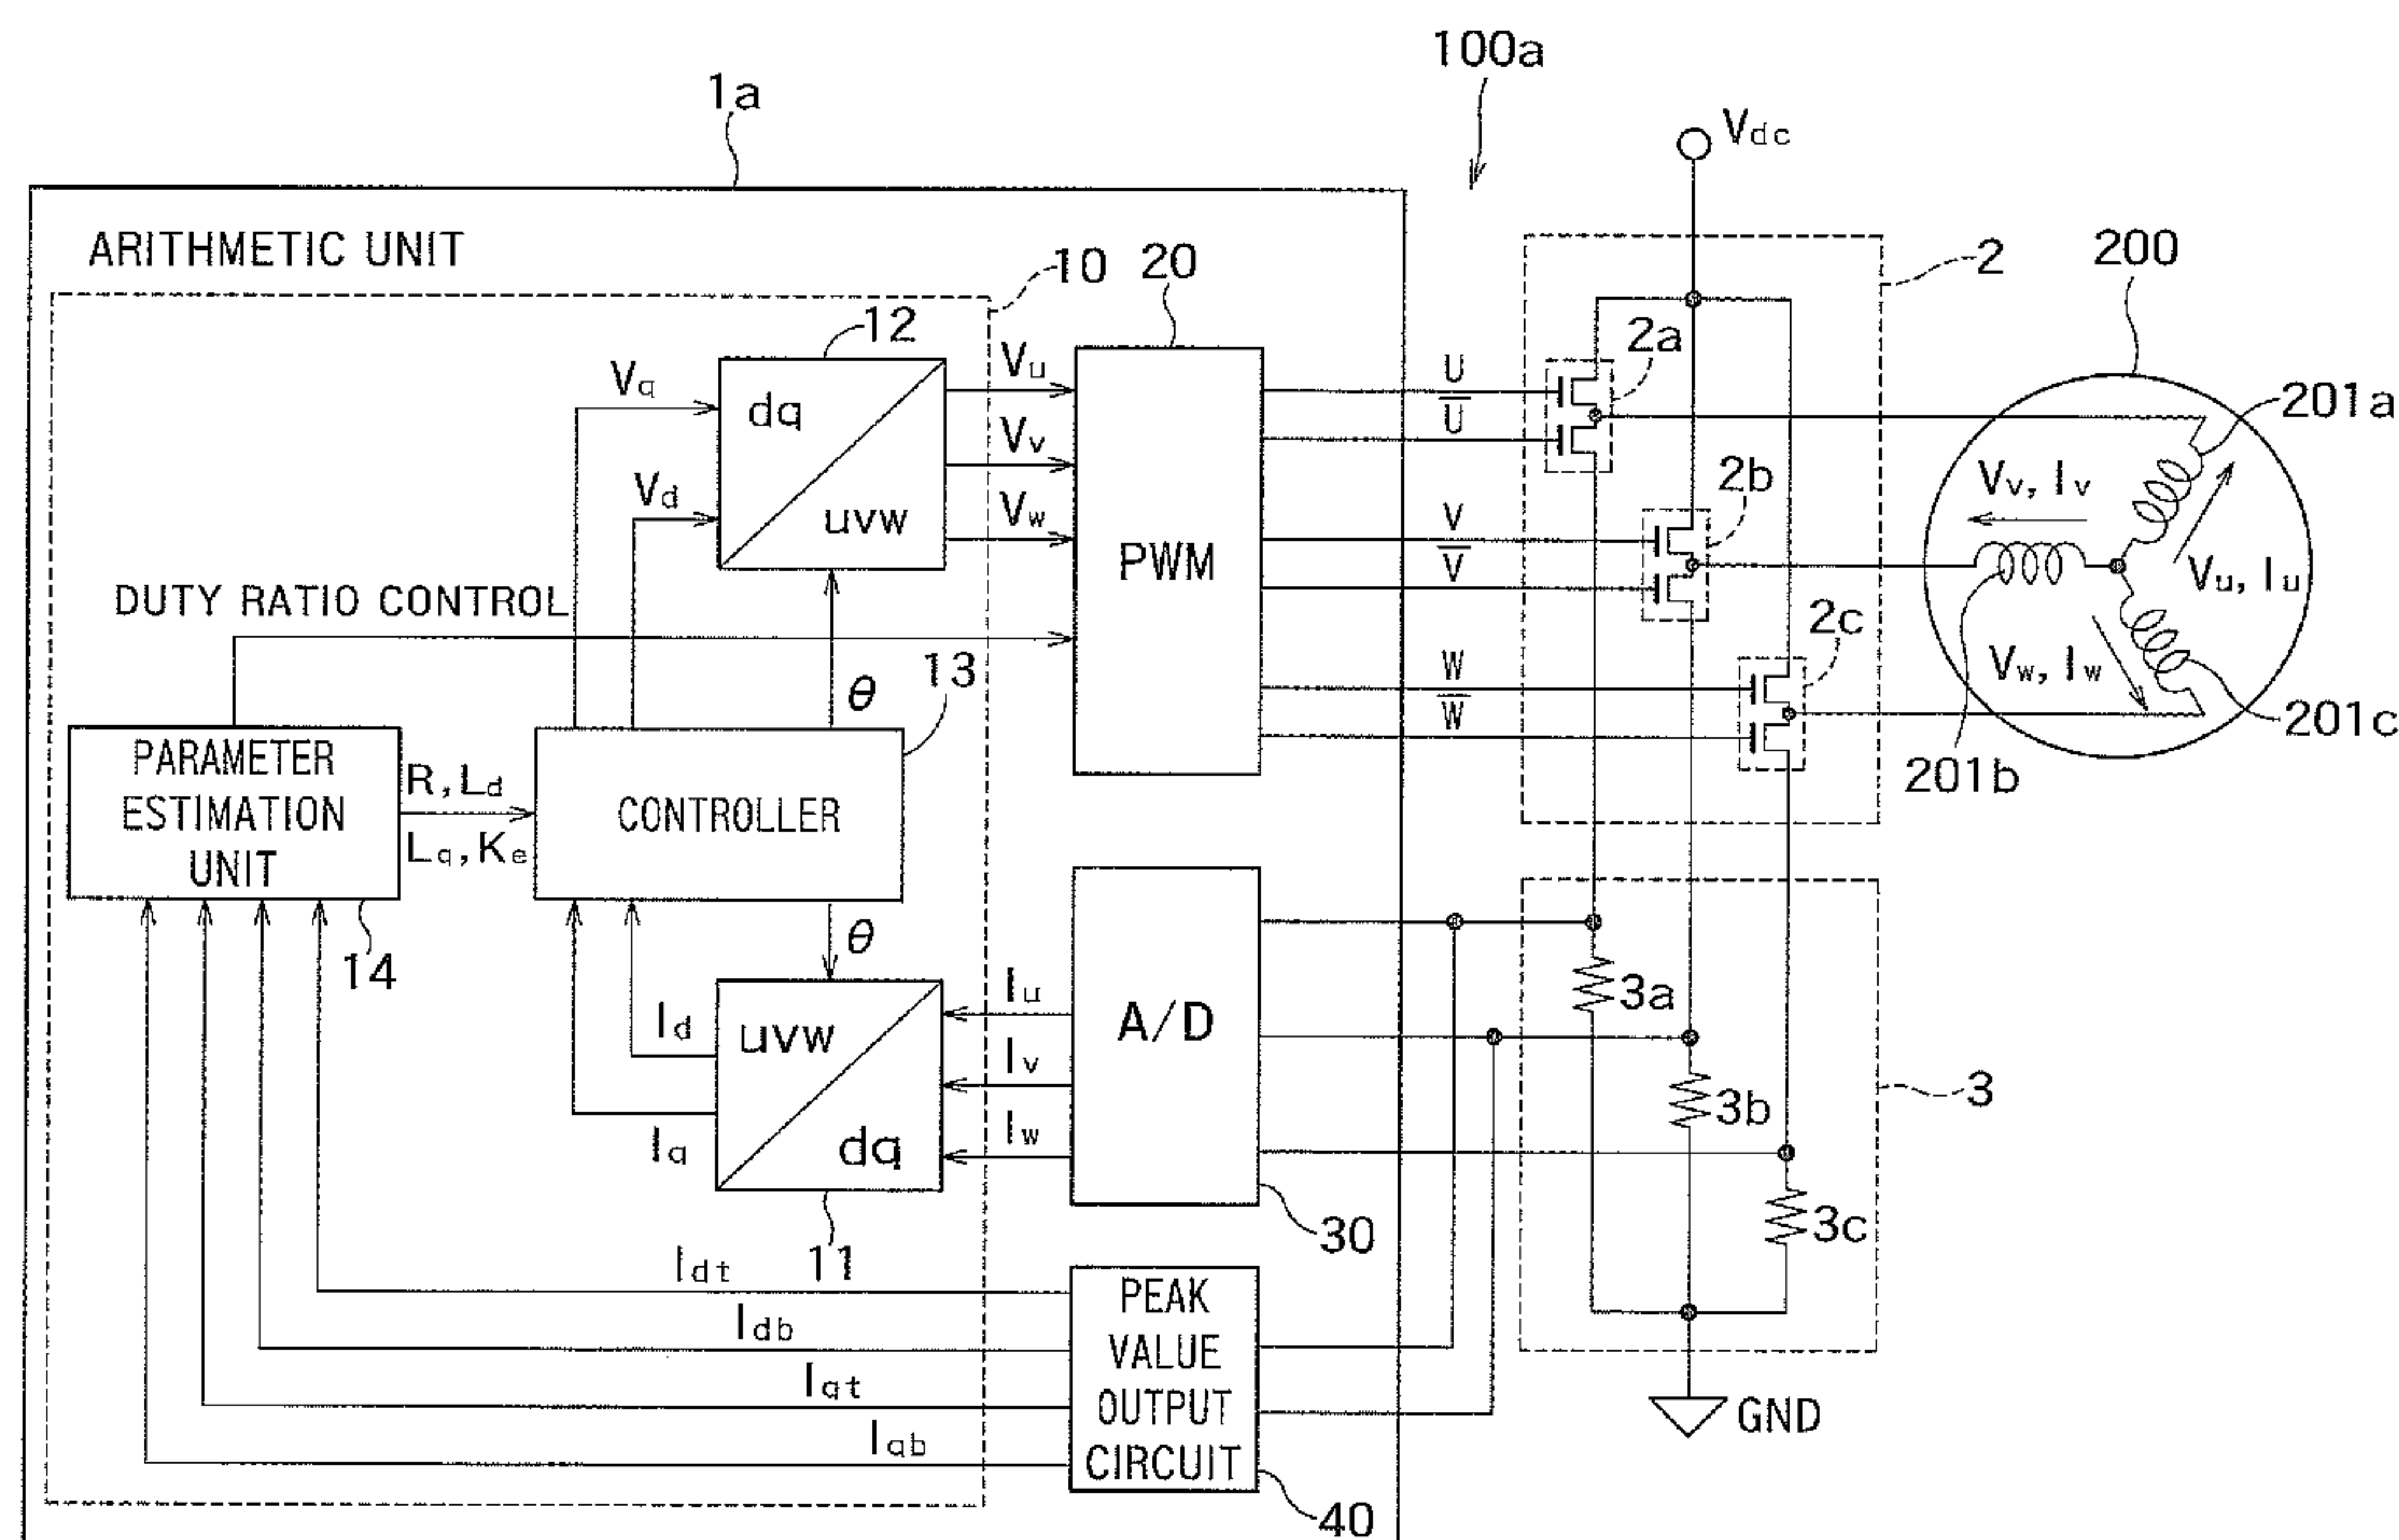 100a
1a
Vdc
ARITHMETIC UNIT
10
20
2
200
12
2a
Vq
Vu
dq
U
U̅
201a
Vv
2b
Vv, Iv
Vd
Vw
uvw
V
V̅
PWM
Vu, Iu
DUTY RATIO CONTROL
2c
13
W
W̅
Vw, Iw
θ
201c
201b
PARAMETER
ESTIMATION
UNIT
R, Ld
Lq, Ke
CONTROLLER
14
θ
Iu
A/D
3a
Id
uvw
Iv
3b
3
Iq
dq
Iw
30
3c
11
Idt
PEAK
VALUE
OUTPUT
CIRCUIT
Idb
Iqt
GND
Iqb
40